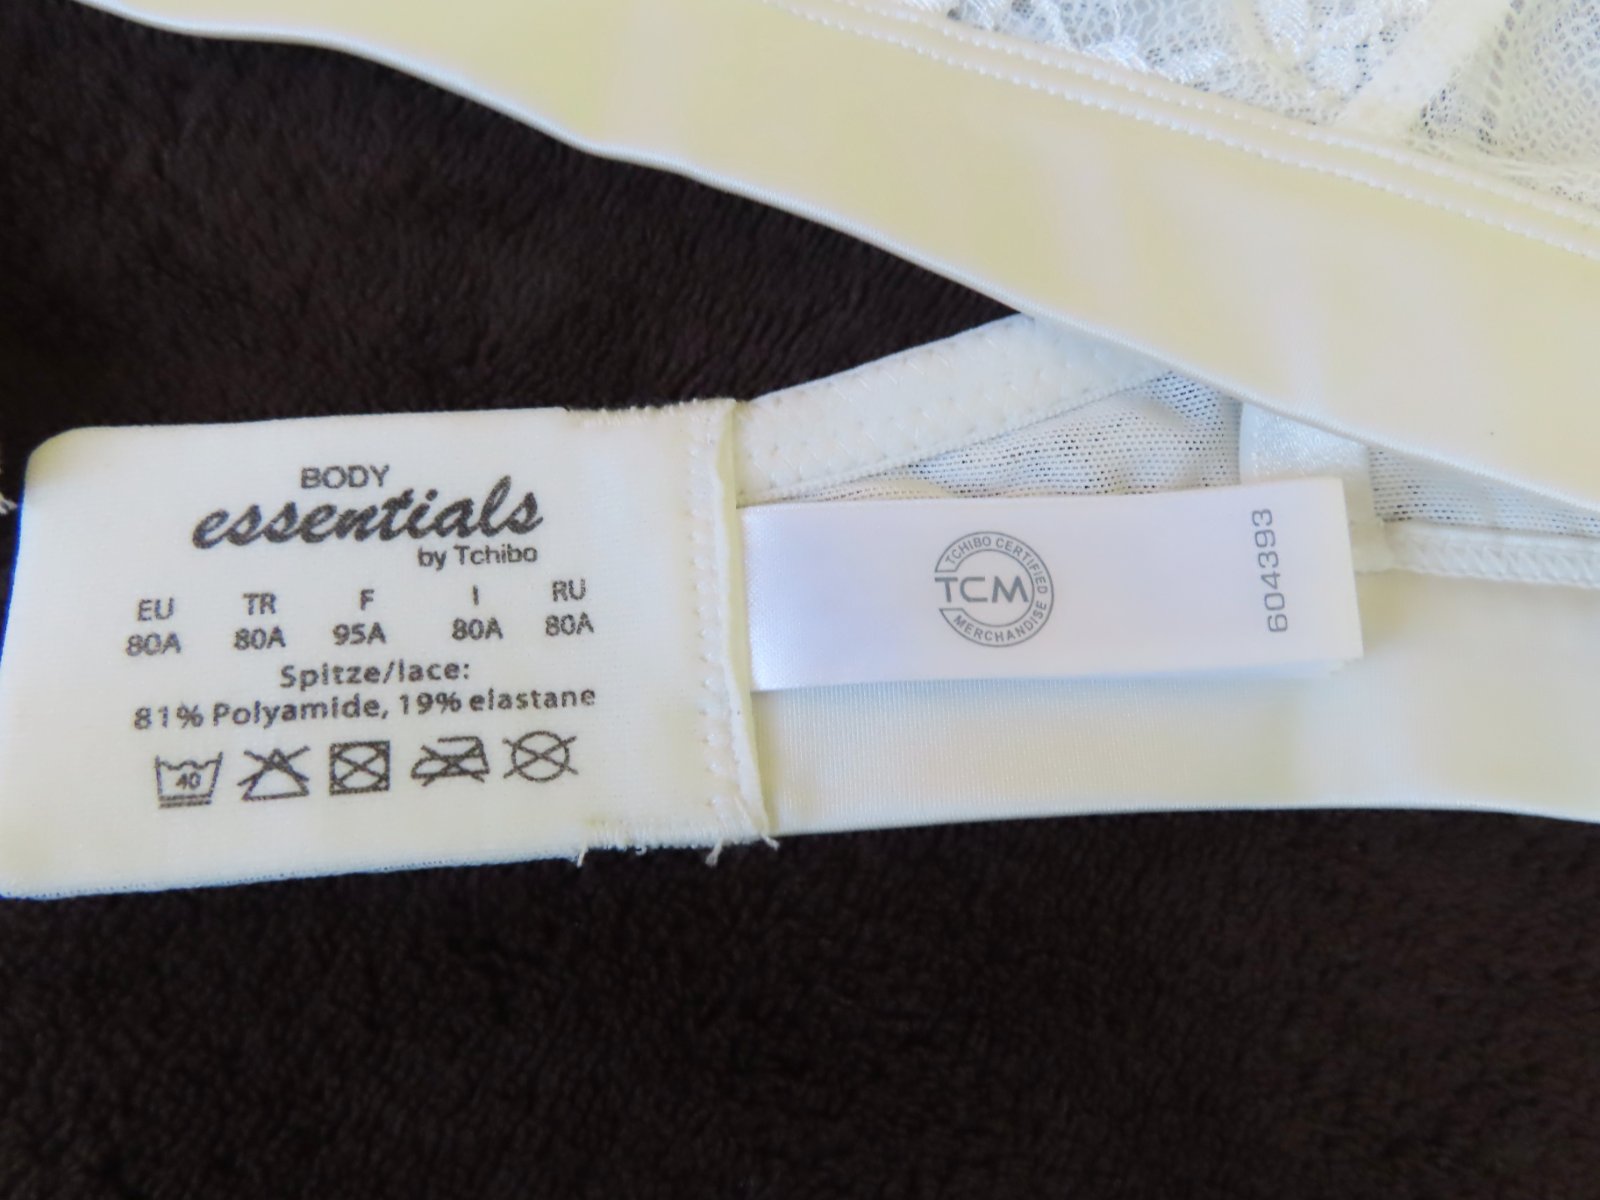 BODY
essentials
by Tchibo
EU TR F I RU
80A 80A 95A 80A 80A
Spitze/lace:
81% Polyamide, 19% elastane
40
TCHIBO CERTIFIED
TCM
MERCHANDISE
604393